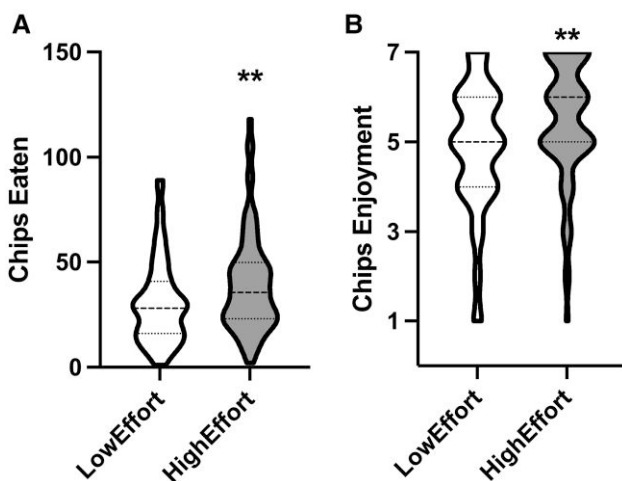 A
Chips Eaten
150
100
50
0
**
LowEffort
HighEffort
B
Chips Enjoyment
7
5
3
1
**
LowEffort
HighEffort